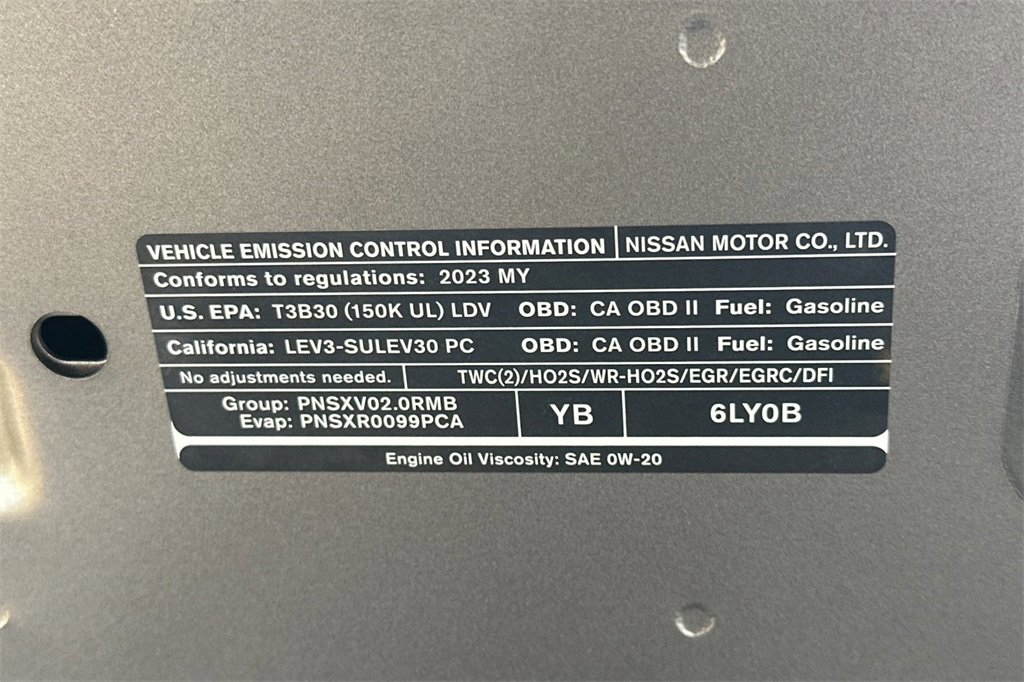 VEHICLE EMISSION CONTROL INFORMATION NISSAN MOTOR CO., LTD.
Conforms to regulations: 2023 MY
U.S. EPA: T3B30 (150K UL) LDV OBD: CA OBD II Fuel: Gasoline
California: LEV3-SULEV30 PC OBD: CA OBD II Fuel: Gasoline
No adjustments needed. TWC(2)/HO2S/WR-HO2S/EGR/EGRC/DFI
Group: PNSXV02.0RMB
Evap: PNSXR0099PCA
YB
6LY0B
Engine Oil Viscosity: SAE 0W-20